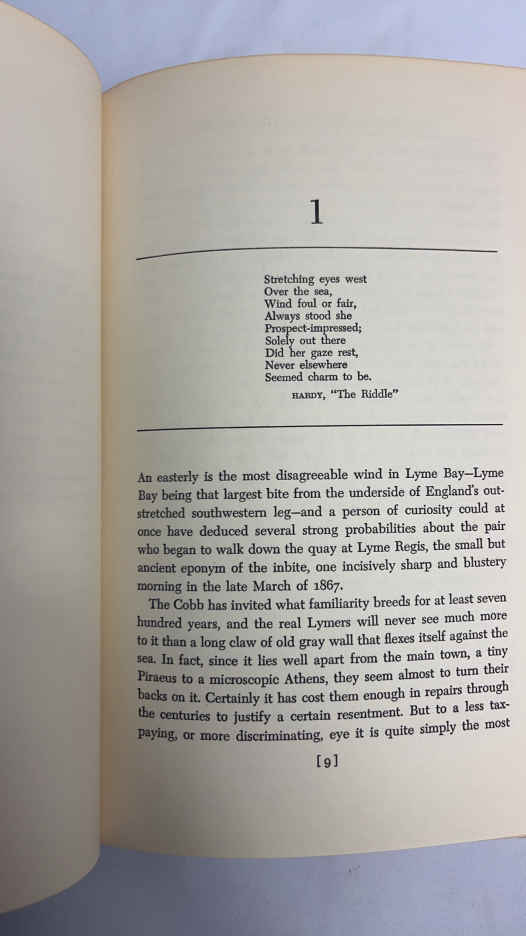 1
Stretching eyes west
Over the sea,
Wind foul or fair,
Always stood she
Prospect-impressed;
Solely out there
Did her gaze rest,
Never elsewhere
Seemed charm to be.
HARDY, “The Riddle”
An easterly is the most disagreeable wind in Lyme Bay—Lyme
Bay being that largest bite from the underside of England’s out-
stretched southwestern leg—and a person of curiosity could at
once have deduced several strong probabilities about the pair
who began to walk down the quay at Lyme Regis, the small but
ancient eponym of the inbite, one incisively sharp and blustery
morning in the late March of 1867.
The Cobb has invited what familiarity breeds for at least seven
hundred years, and the real Lymers will never see much more
to it than a long claw of old gray wall that flexes itself against the
sea. In fact, since it lies well apart from the main town, a tiny
Piraeus to a microscopic Athens, they seem almost to turn their
backs on it. Certainly it has cost them enough in repairs through
the centuries to justify a certain resentment. But to a less tax-
paying, or more discriminating, eye it is quite simply the most
[9]